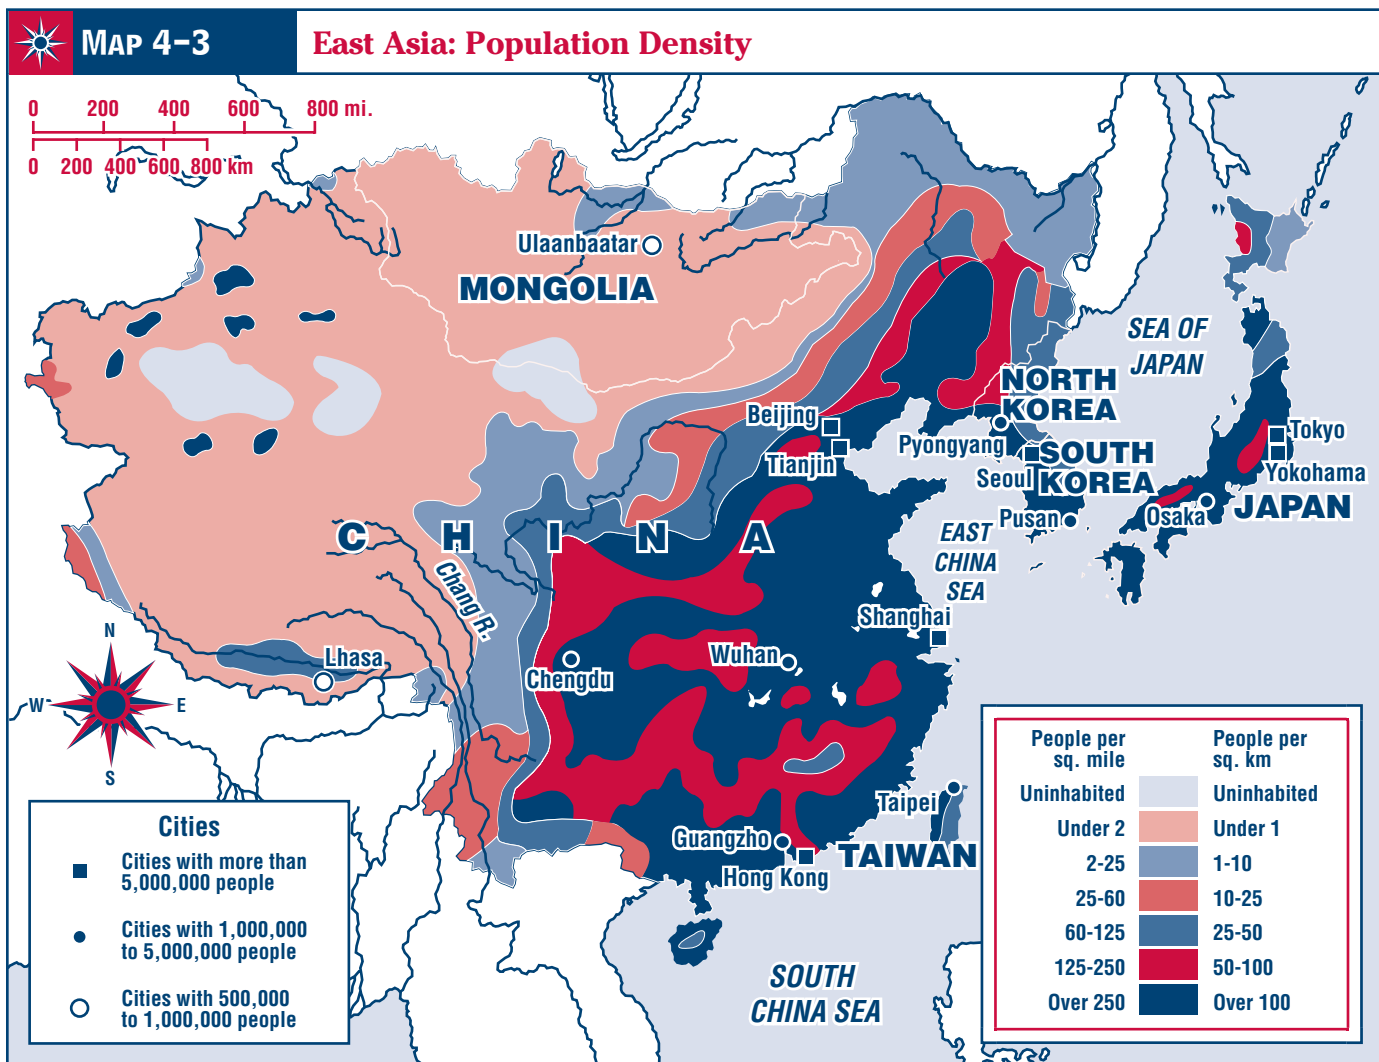 MAP 4–3
East Asia: Population Density
0 200 400 600 800 mi.
0 200 400 600 800 km
Ulaanbaatar
MONGOLIA
SEA OF
JAPAN
NORTH
KOREA
Beijing
Tianjin
Pyongyang
Seoul
SOUTH
KOREA
Pusan
Tokyo
Yokohama
JAPAN
Osaka
CHINA
EAST
CHINA
SEA
Chang R.
Shanghai
Lhasa
Chengdu
Wuhan
Taipei
TAIWAN
Guangzho
Hong Kong
SOUTH
CHINA SEA
N
W
E
S
Cities
Cities with more than
5,000,000 people
Cities with 1,000,000
to 5,000,000 people
Cities with 500,000
to 1,000,000 people
People per
sq. mile
People per
sq. km
Uninhabited Uninhabited
Under 2 Under 1
2-25 1-10
25-60 10-25
60-125 25-50
125-250 50-100
Over 250 Over 100